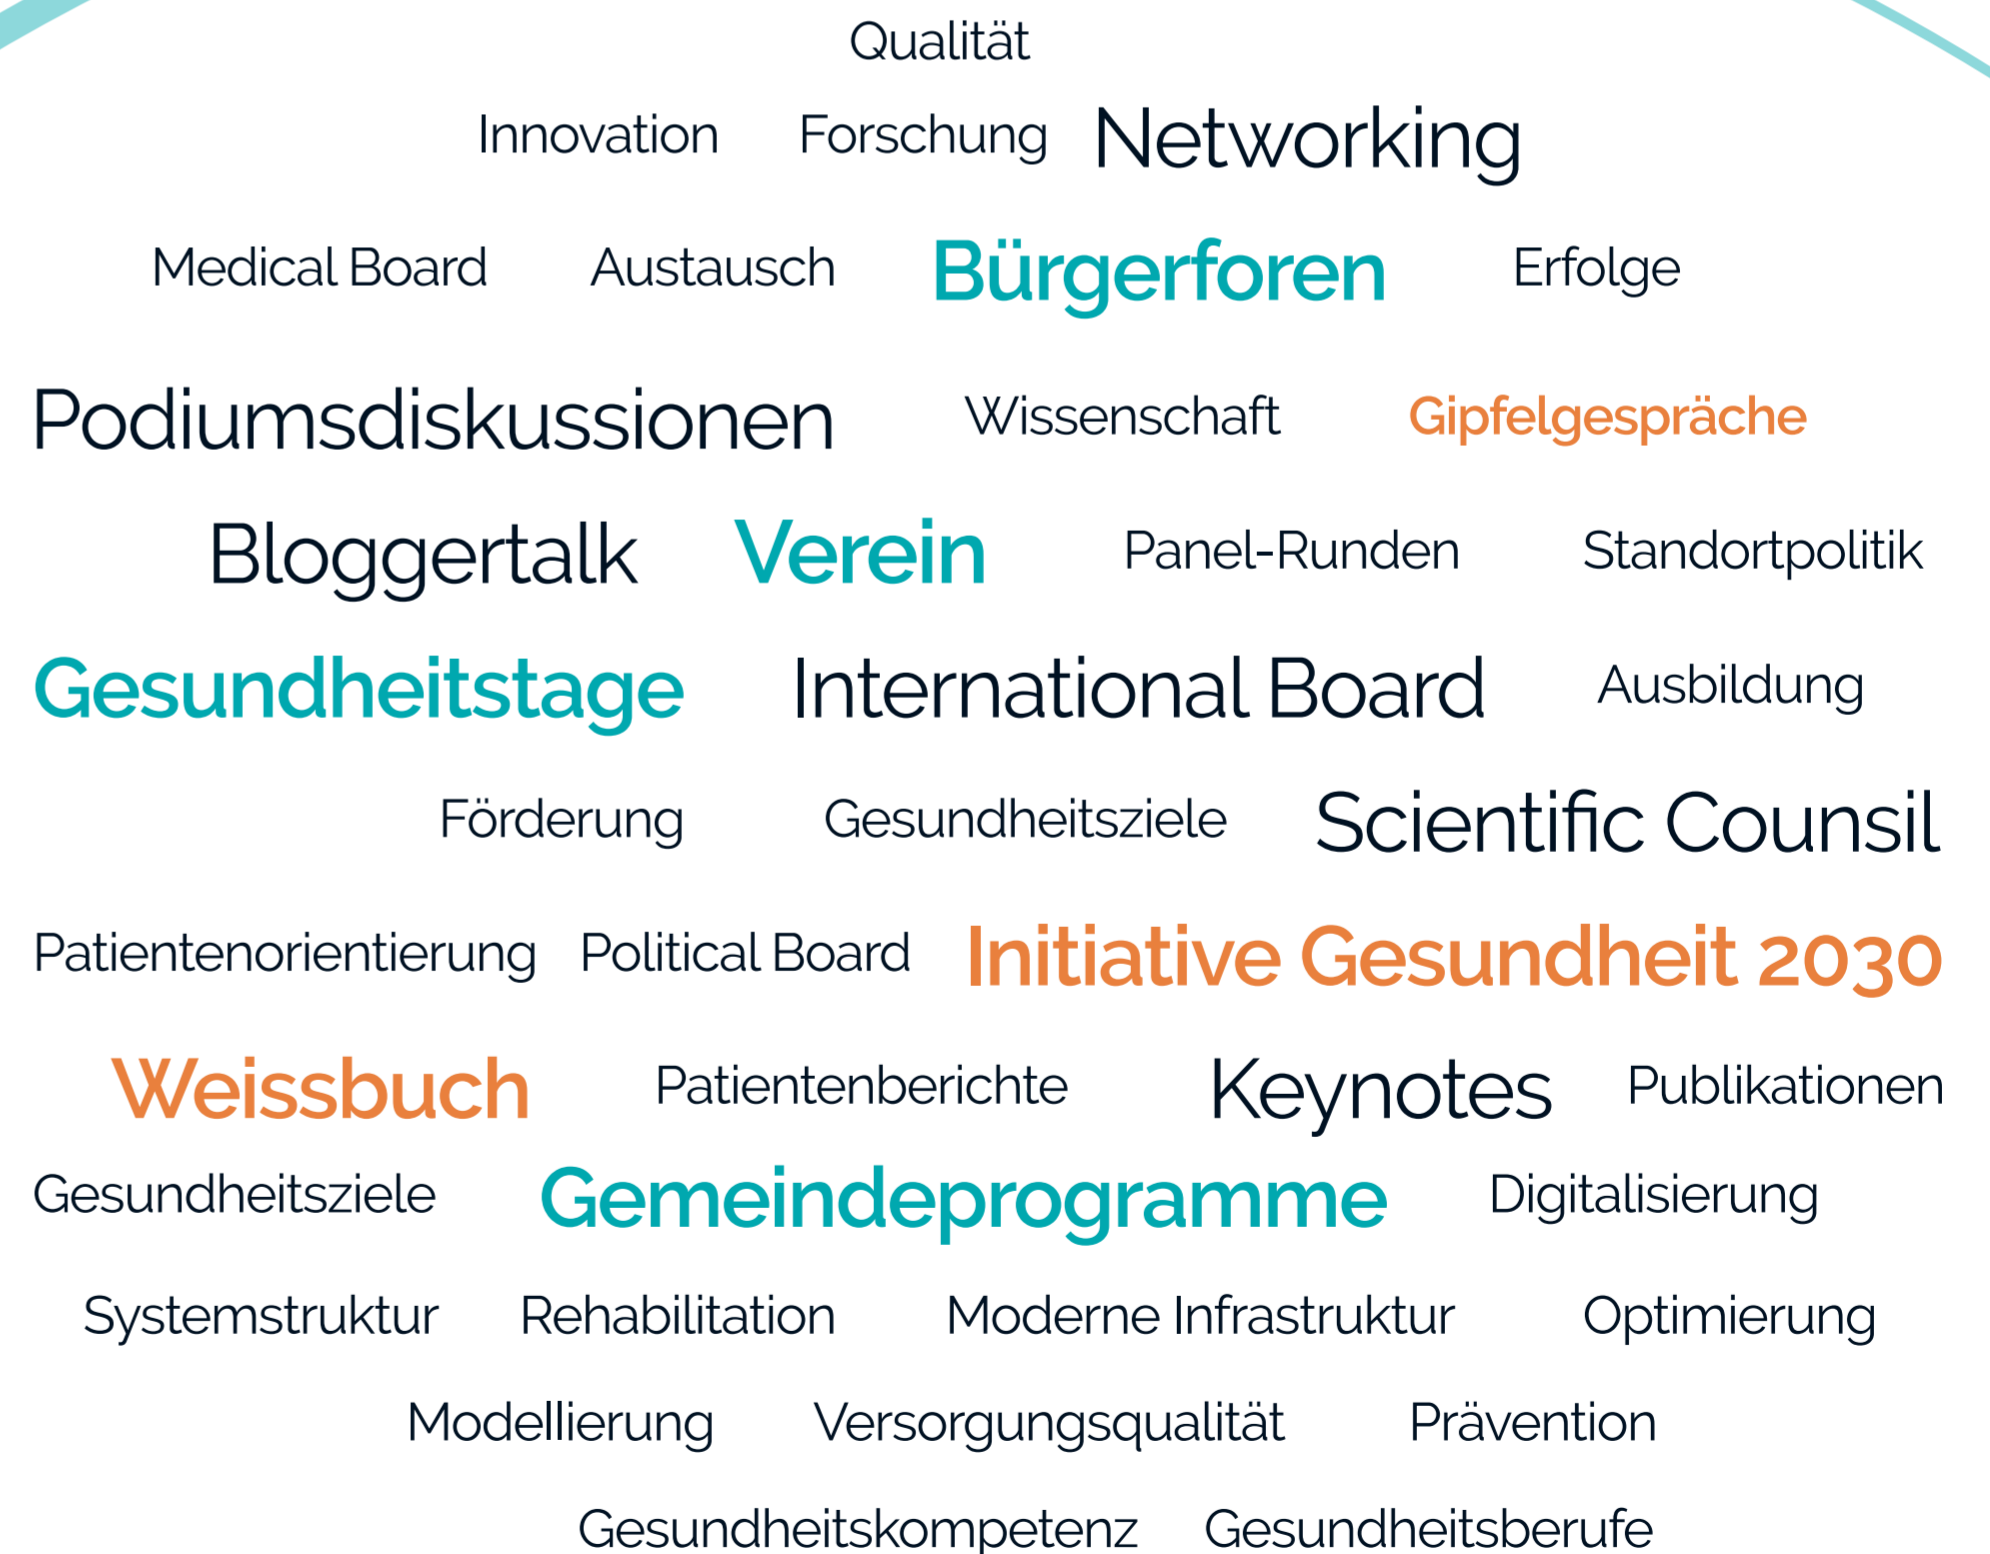 Qualität
Innovation Forschung Networking
Medical Board Austausch Bürgerforen Erfolge
Podiumsdiskussionen Wissenschaft Gipfelgespräche
Bloggertalk Verein Panel-Runden Standortpolitik
Gesundheitstage International Board Ausbildung
Förderung Gesundheitsziele Scientific Counsil
Patientenorientierung Political Board Initiative Gesundheit 2030
Weissbuch Patientenberichte Keynotes Publikationen
Gesundheitsziele Gemeindeprogramme Digitalisierung
Systemstruktur Rehabilitation Moderne Infrastruktur Optimierung
Modellierung Versorgungsqualität Prävention
Gesundheitskompetenz Gesundheitsberufe